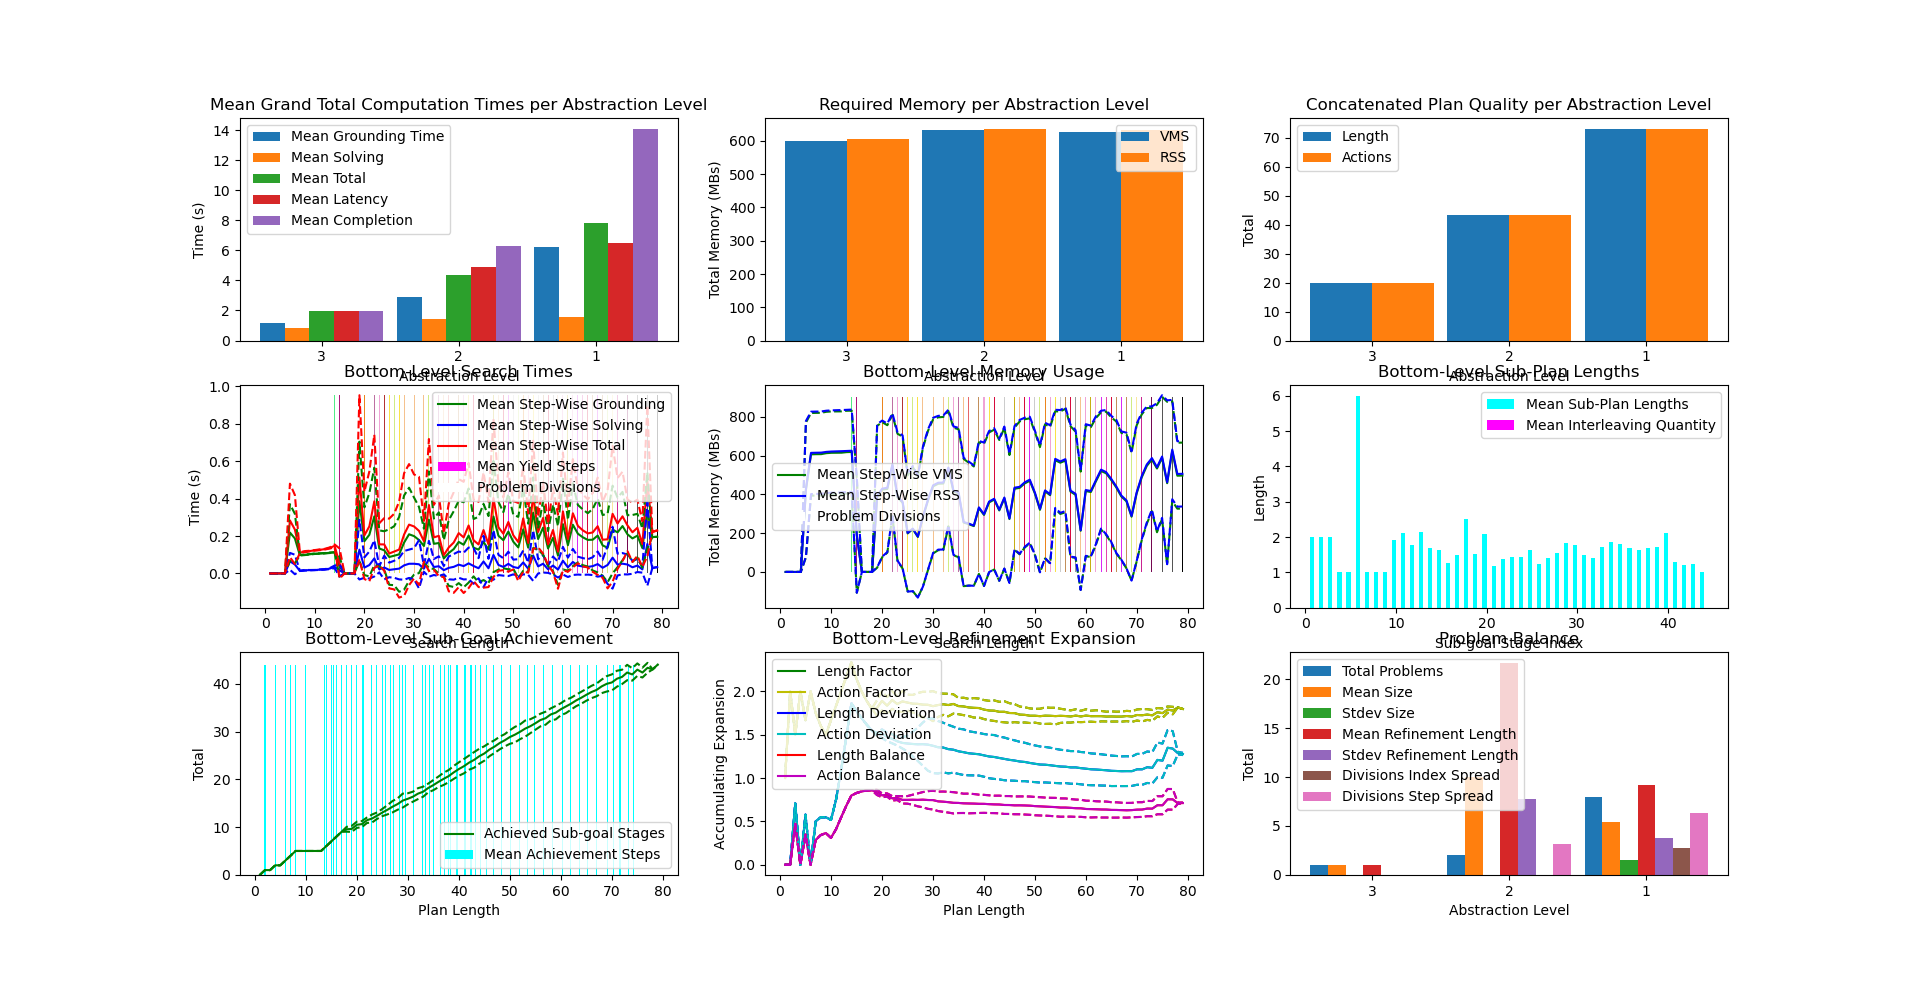 Mean Grand Total Computation Times per Abstraction Level
Time (s)
14
12
10
8
6
4
2
0
Mean Grounding Time
Mean Solving
Mean Total
Mean Latency
Mean Completion
3 2 1
Abstraction Level
Required Memory per Abstraction Level
Total Memory (MBs)
600
500
400
300
200
100
0
VMS
RSS
3 2 1
Abstraction Level
Concatenated Plan Quality per Abstraction Level
Total
70
60
50
40
30
20
10
0
Length
Actions
3 2 1
Abstraction Level
Bottom-Level Search Times
Time (s)
1.0
0.8
0.6
0.4
0.2
0.0
Mean Step-Wise Grounding
Mean Step-Wise Solving
Mean Step-Wise Total
Mean Yield Steps
Problem Divisions
0 10 20 30 40 50 60 70 80
Search Length
Bottom-Level Memory Usage
Total Memory (MBs)
800
600
400
200
0
Mean Step-Wise VMS
Mean Step-Wise RSS
Problem Divisions
0 10 20 30 40 50 60 70 80
Search Length
Bottom-Level Sub-Plan Lengths
Length
6
5
4
3
2
1
0
Mean Sub-Plan Lengths
Mean Interleaving Quantity
0 10 20 30 40
Sub-goal Stage Index
Bottom-Level Sub-Goal Achievement
Total
40
30
20
10
0
Achieved Sub-goal Stages
Mean Achievement Steps
0 10 20 30 40 50 60 70 80
Plan Length
Bottom-Level Refinement Expansion
Accumulating Expansion
2.0
1.5
1.0
0.5
0.0
Length Factor
Action Factor
Length Deviation
Action Deviation
Length Balance
Action Balance
0 10 20 30 40 50 60 70 80
Plan Length
Problem Balance
Total
20
15
10
5
0
Total Problems
Mean Size
Stdev Size
Mean Refinement Length
Stdev Refinement Length
Divisions Index Spread
Divisions Step Spread
3 2 1
Abstraction Level